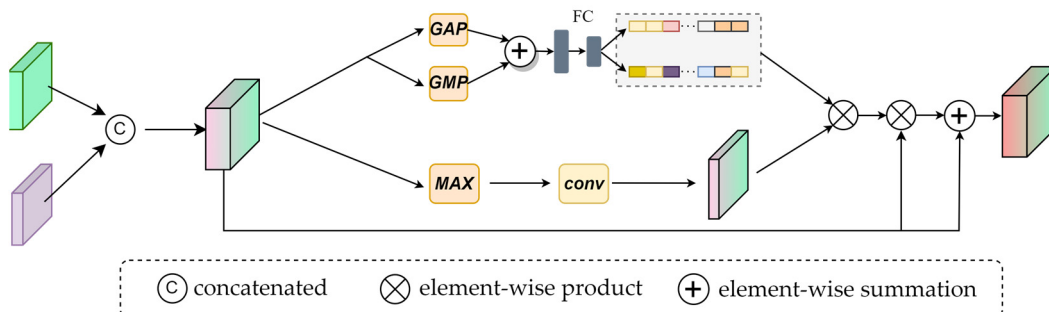 GAP
FC
GMP
C
MAX
conv
C concatenated
element-wise product
element-wise summation